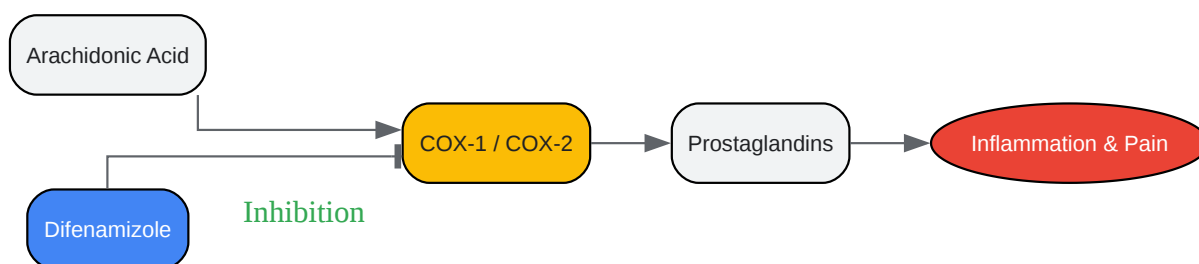 Arachidonic Acid
COX-1 / COX-2
Prostaglandins
Inflammation & Pain
Difenamizole
Inhibition